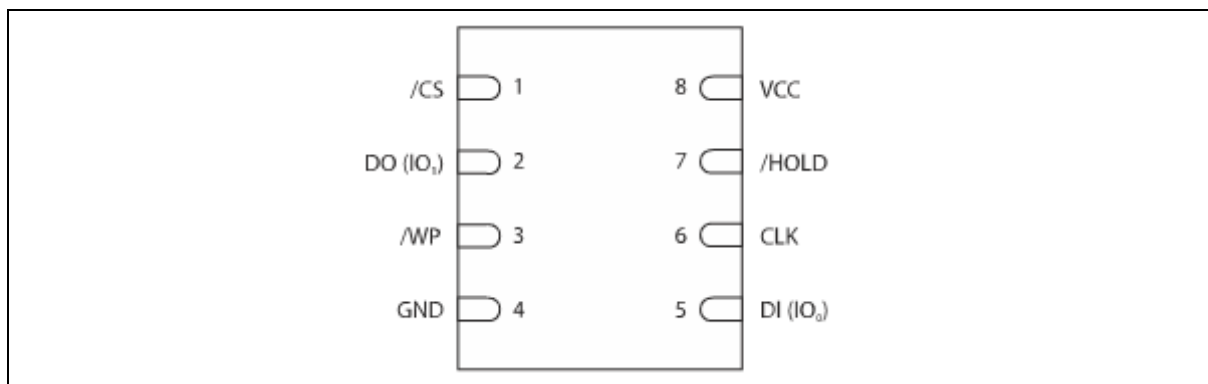 /CS 1 8 VCC
DO (IO₁) 2 7 /HOLD
/WP 3 6 CLK
GND 4 5 DI (IO₀)